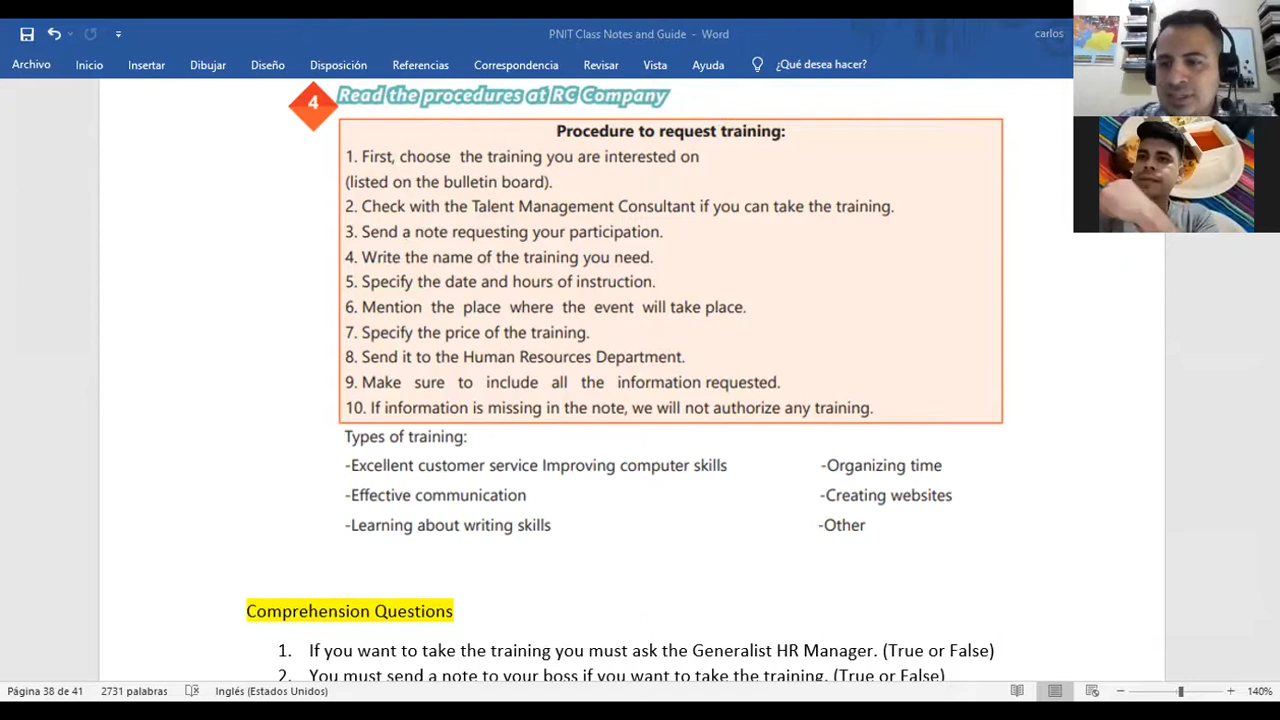 PNIT Class Notes and Guide - Word
carlos
Archivo Inicio Insertar Dibujar Diseño Disposición Referencias Correspondencia Revisar Vista Ayuda ¿Qué desea hacer?
4 Read the procedures at RC Company
Procedure to request training:
1. First, choose the training you are interested on
(listed on the bulletin board).
2. Check with the Talent Management Consultant if you can take the training.
3. Send a note requesting your participation.
4. Write the name of the training you need.
5. Specify the date and hours of instruction.
6. Mention the place where the event will take place.
7. Specify the price of the training.
8. Send it to the Human Resources Department.
9. Make sure to include all the information requested.
10. If information is missing in the note, we will not authorize any training.
Types of training:
-Excellent customer service Improving computer skills -Organizing time
-Effective communication -Creating websites
-Learning about writing skills -Other
Comprehension Questions
1. If you want to take the training you must ask the Generalist HR Manager. (True or False)
2. You must send a note to your boss if you want to take the training. (True or False)
Página 38 de 41 2731 palabras Inglés (Estados Unidos) 140%